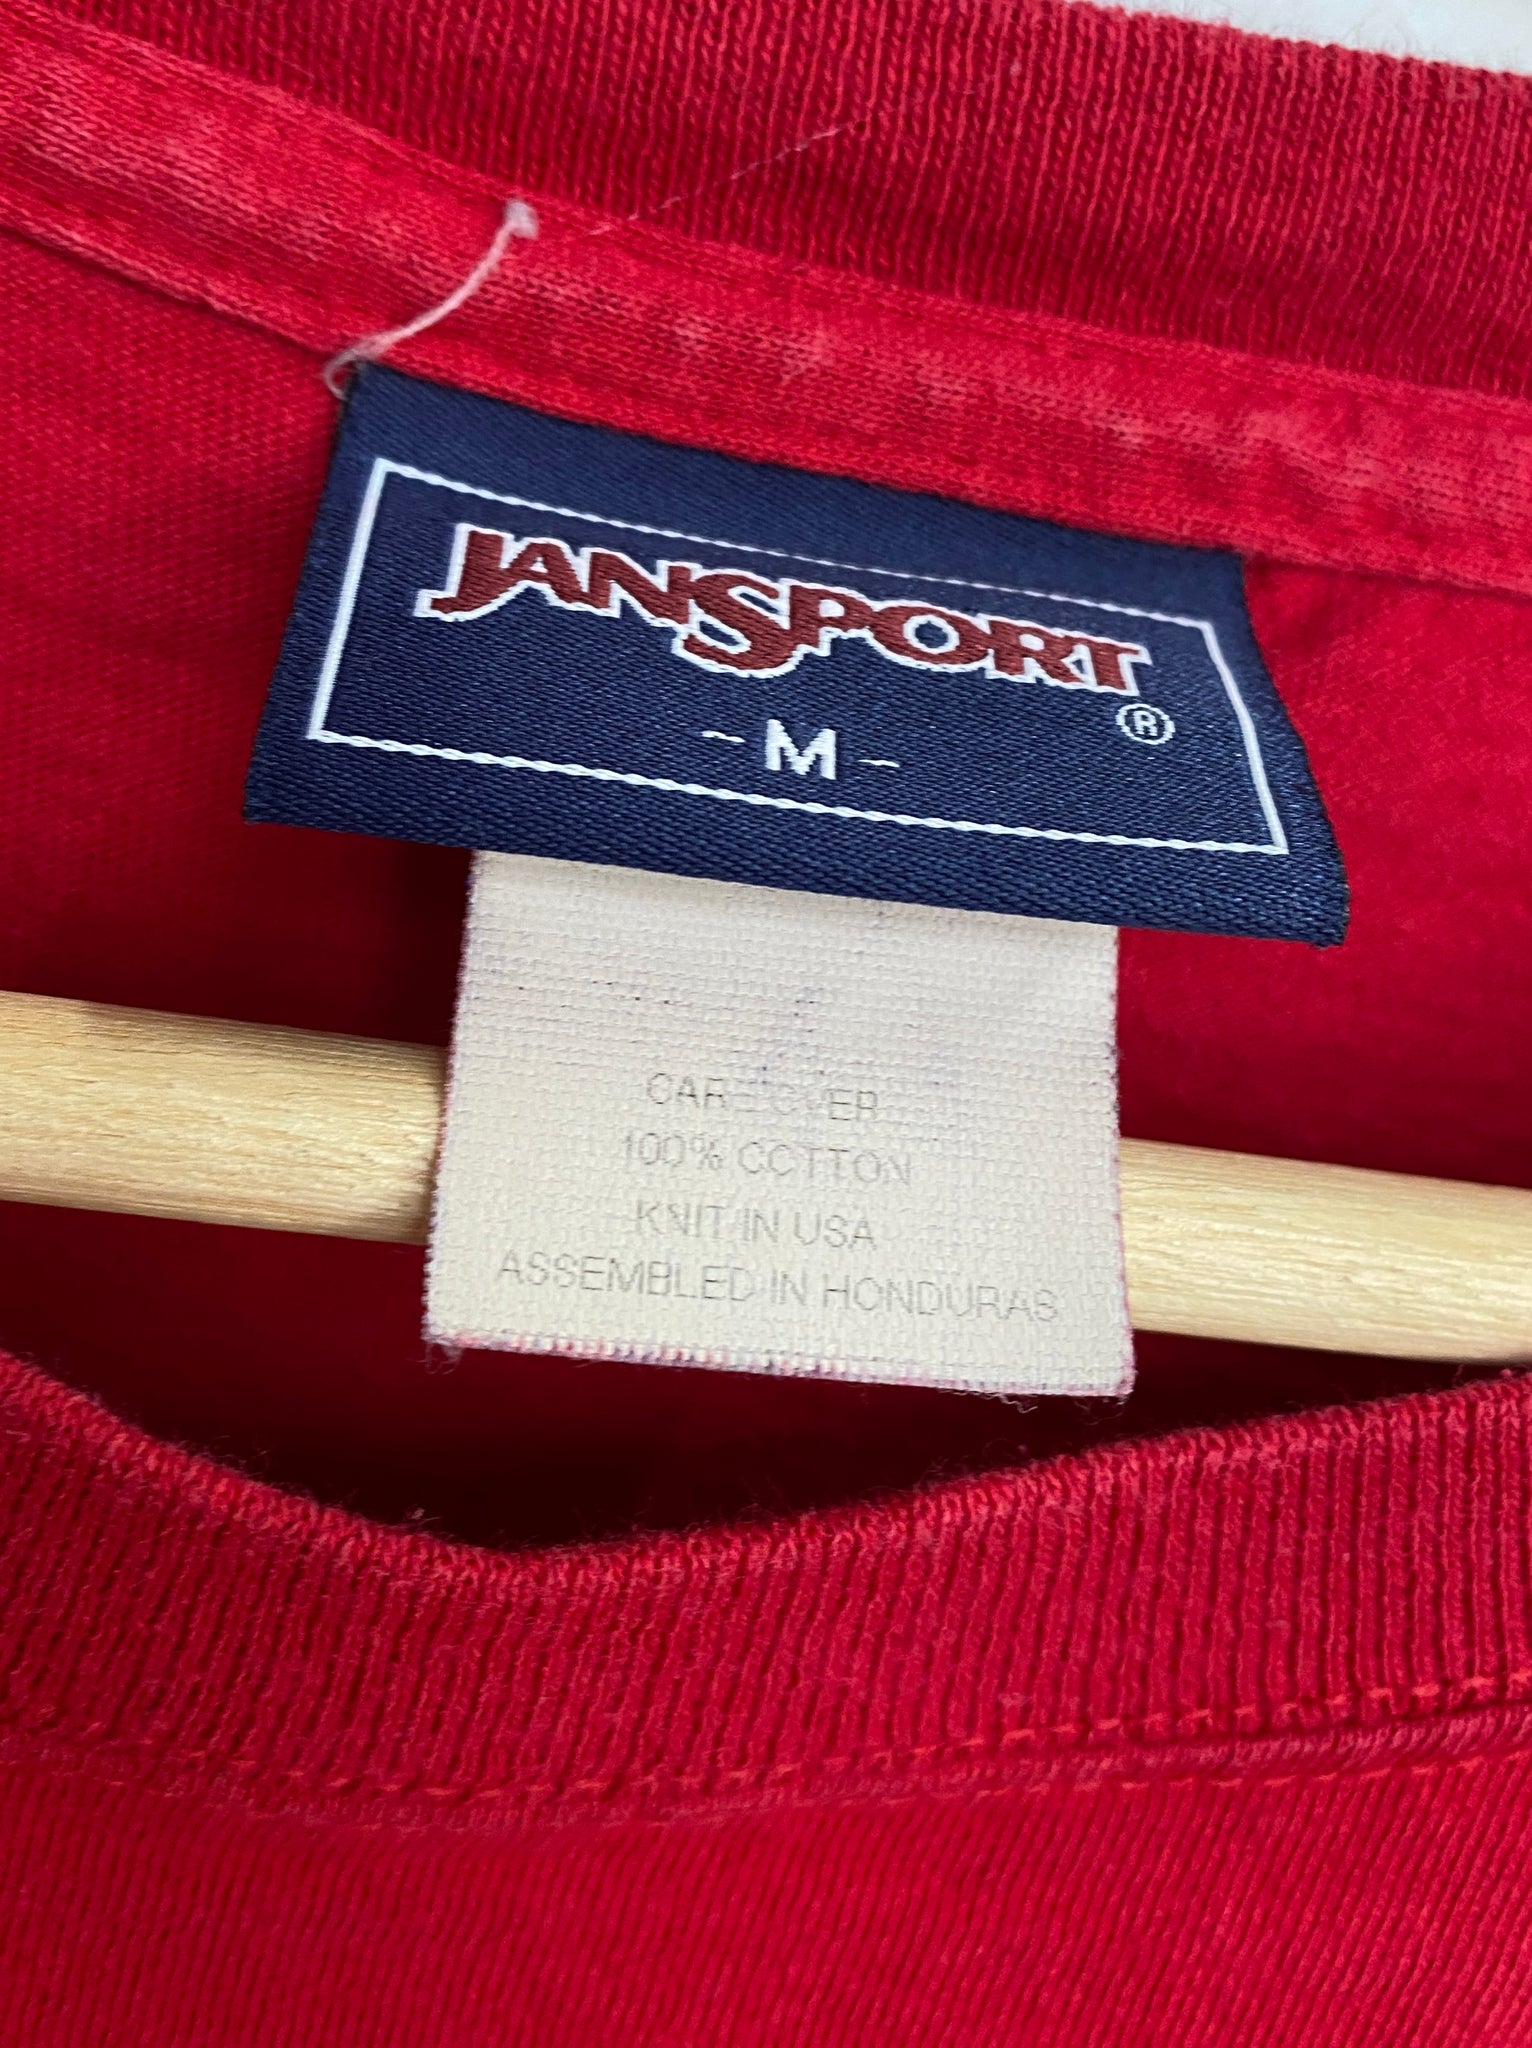 JANSPORT
®
- M -
CARE OVER
100% COTTON
KNIT IN USA
ASSEMBLED IN HONDURAS